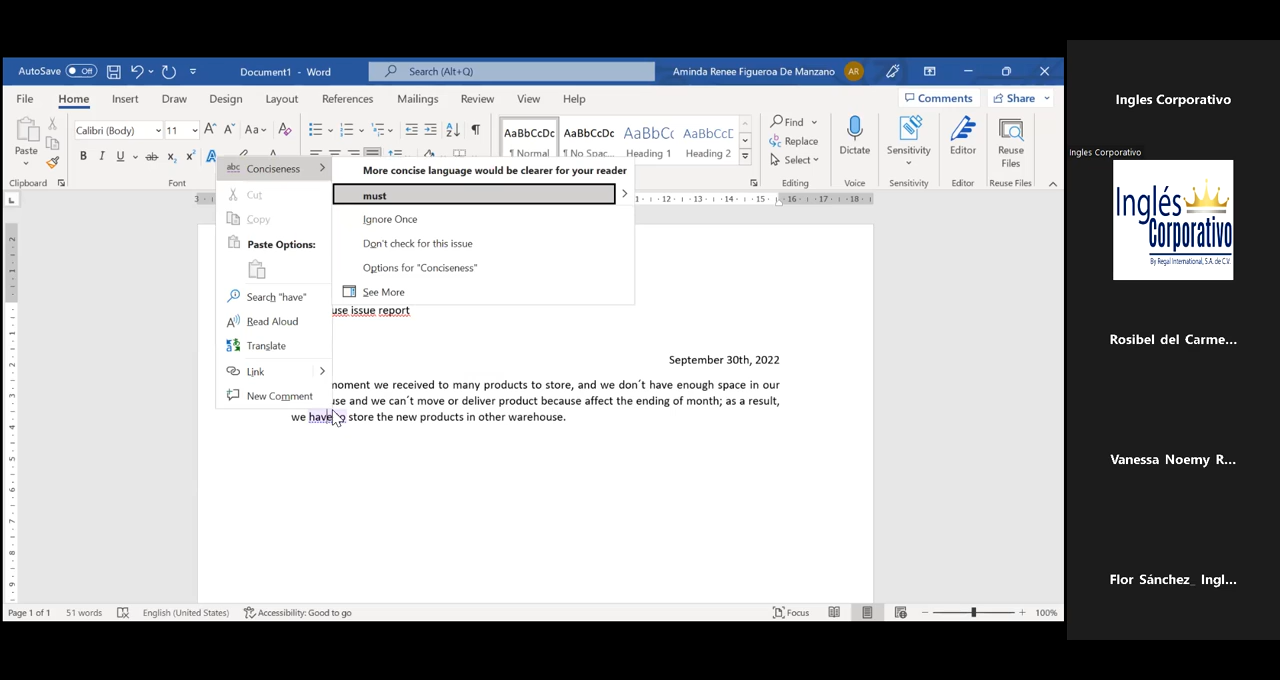 AutoSave Off Document1 - Word Search (Alt+Q) Aminda Renee Figueroa De Manzano AR
File Home Insert Draw Design Layout References Mailings Review View Help Comments Share
Calibri (Body) 11 Aa AaBbCcDc AaBbCcDc AaBbCc AaBbCcD Find
Replace
Paste B I U ab x₂ x² A ¶ Normal ¶ No Spac... Heading 1 Heading 2 Select Dictate Sensitivity Editor Reuse Files
Clipboard Font Editing Voice Sensitivity Editor Reuse Files
Conciseness
Cut
Copy
Paste Options:
Search "have"
Read Aloud
Translate
Link
New Comment
More concise language would be clearer for your reader
must
Ignore Once
Don't check for this issue
Options for "Conciseness"
See More
use issue report
September 30th, 2022
moment we received to many products to store, and we don´t have enough space in our
use and we can´t move or deliver product because affect the ending of month; as a result,
we have to store the new products in other warehouse.
Page 1 of 1 51 words English (United States) Accessibility: Good to go Focus 100%
Ingles Corporativo
Ingles Corporativo
Inglés
Corporativo
By Regal International, S.A. de C.V.
Rosibel del Carme...
Vanessa Noemy R...
Flor Sánchez_ Ingl...